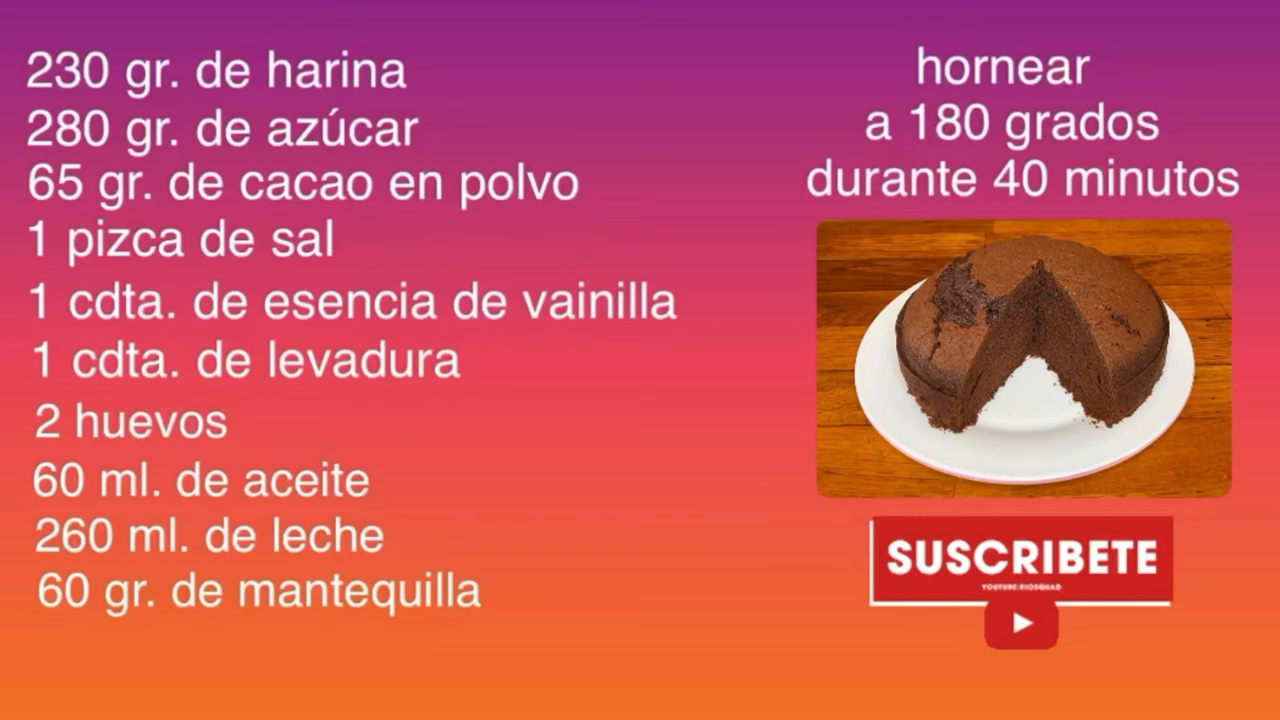 230 gr. de harina
280 gr. de azúcar
65 gr. de cacao en polvo
1 pizca de sal
1 cdta. de esencia de vainilla
1 cdta. de levadura
2 huevos
60 ml. de aceite
260 ml. de leche
60 gr. de mantequilla
hornear
a 180 grados
durante 40 minutos
SUSCRIBETE